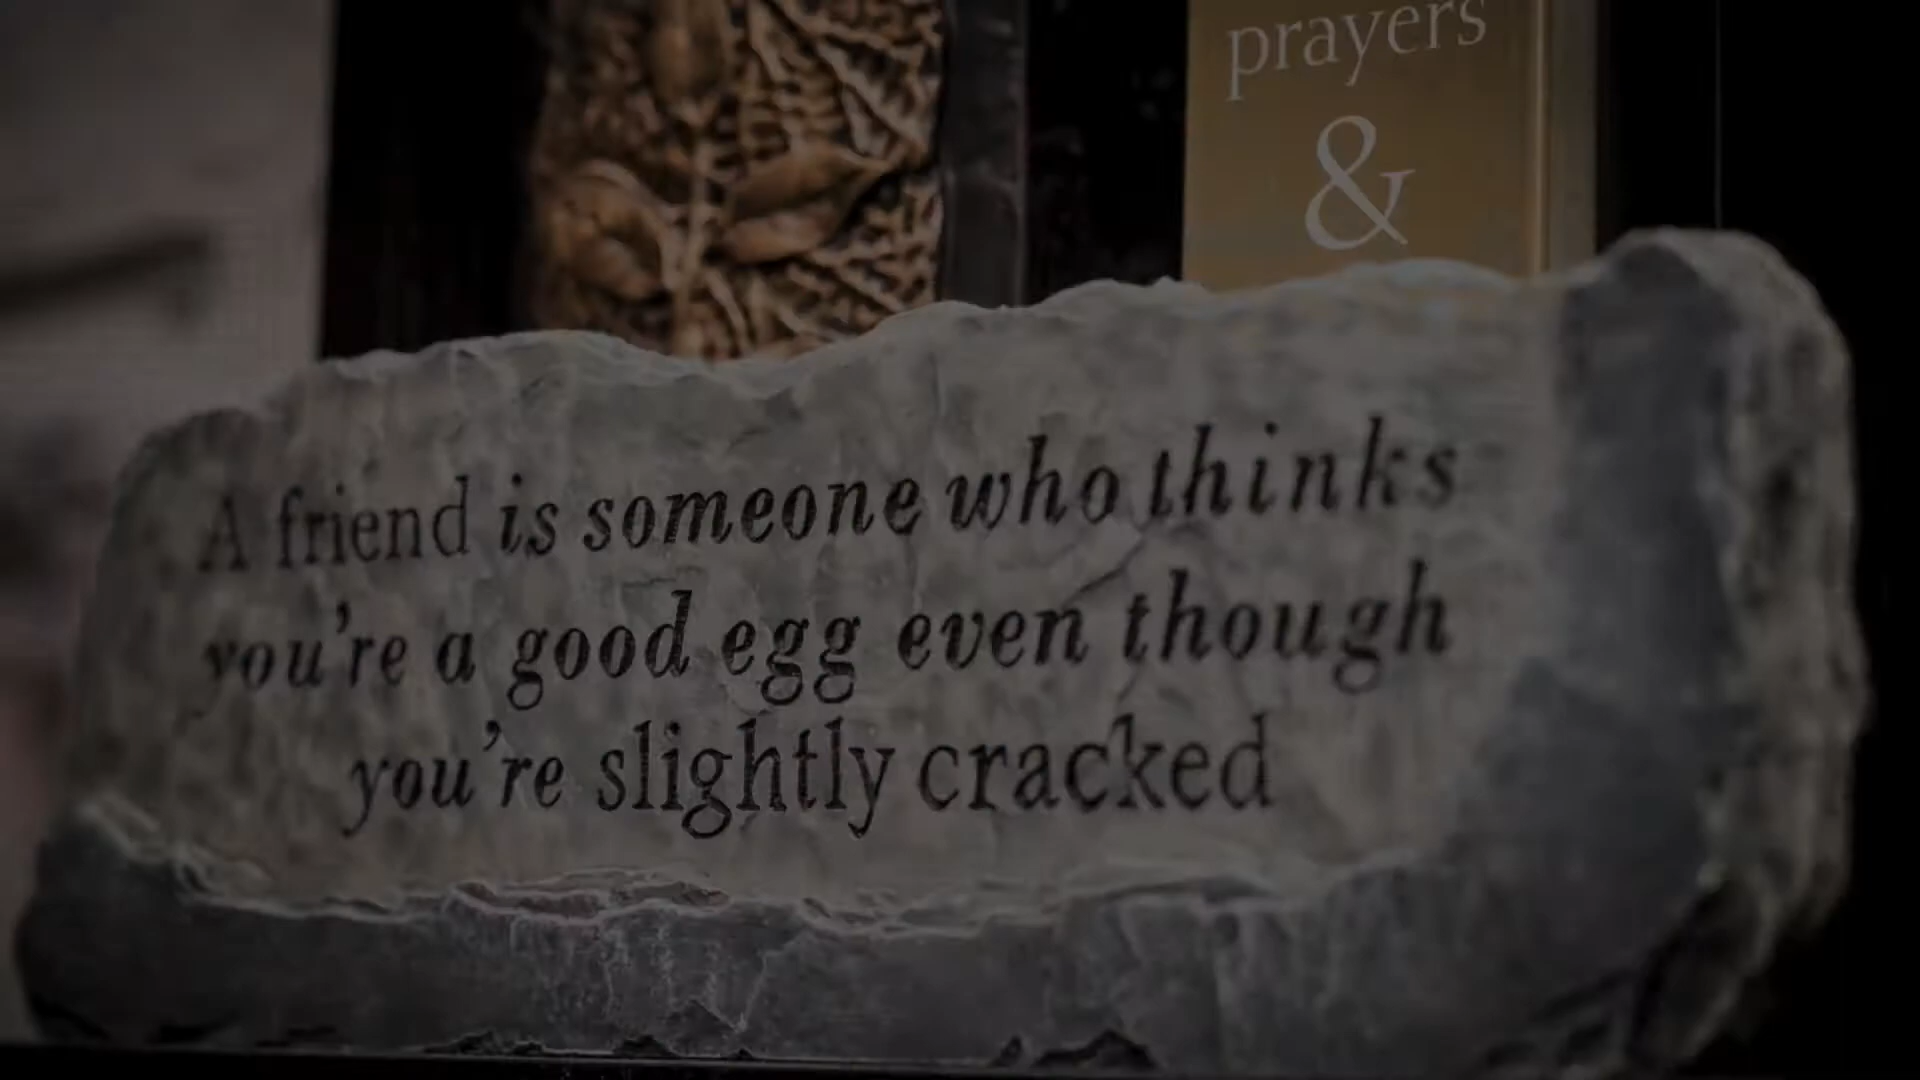 prayers
&
A friend is someone who thinks
you're a good egg even though
you're slightly cracked